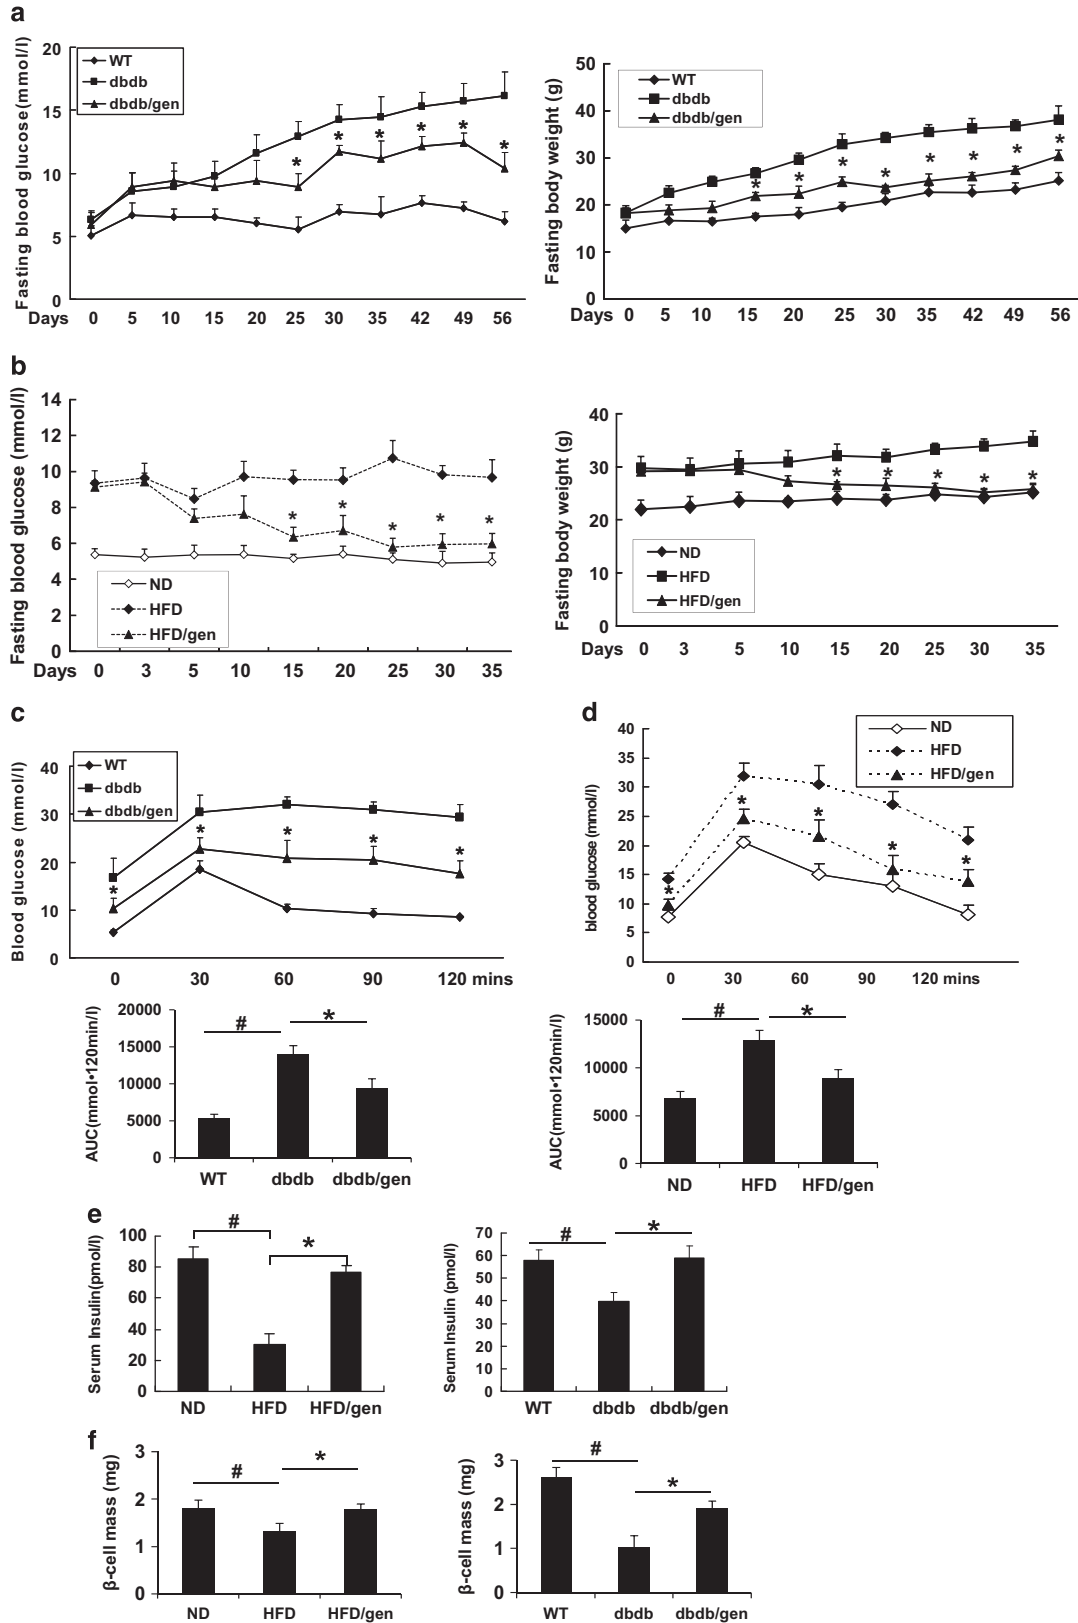 a
Fasting blood glucose(mmol/l)
20
15
10
5
0
WT
dbdb
dbdb/gen
* * * * * *
Days 0 5 10 15 20 25 30 35 42 49 56
Fasting body weight (g)
50
40
30
20
10
0
WT
dbdb
dbdb/gen
* * * * * * * *
Days 0 5 10 15 20 25 30 35 42 49 56
b
Fasting blood glucose (mmol/l)
14
12
10
8
6
4
2
0
ND
HFD
HFD/gen
* * * * *
Days 0 3 5 10 15 20 25 30 35
Fasting body weight (g)
40
30
20
10
0
ND
HFD
HFD/gen
* * * * *
Days 0 3 5 10 15 20 25 30 35
c
Blood glucose (mmol/l)
40
30
20
10
0
WT
dbdb
dbdb/gen
* * * * *
0 30 60 90 120 mins
AUC(mmol•120min/l)
20000
15000
10000
5000
0
# *
WT dbdb dbdb/gen
d
blood glucose (mmol/l)
40
35
30
25
20
15
10
5
0
ND
HFD
HFD/gen
* * * * *
0 30 60 90 120 mins
AUC(mmol•120min/l)
15000
10000
5000
0
# *
ND HFD HFD/gen
e
Serum Insulin(pmol/l)
100
80
60
40
20
0
# *
ND HFD HFD/gen
Serum Insulin (pmol/l)
70
60
50
40
30
20
10
0
# *
WT dbdb dbdb/gen
f
β-cell mass (mg)
3
2
1
0
# *
ND HFD HFD/gen
β-cell mass (mg)
3
2
1
0
# *
WT dbdb dbdb/gen